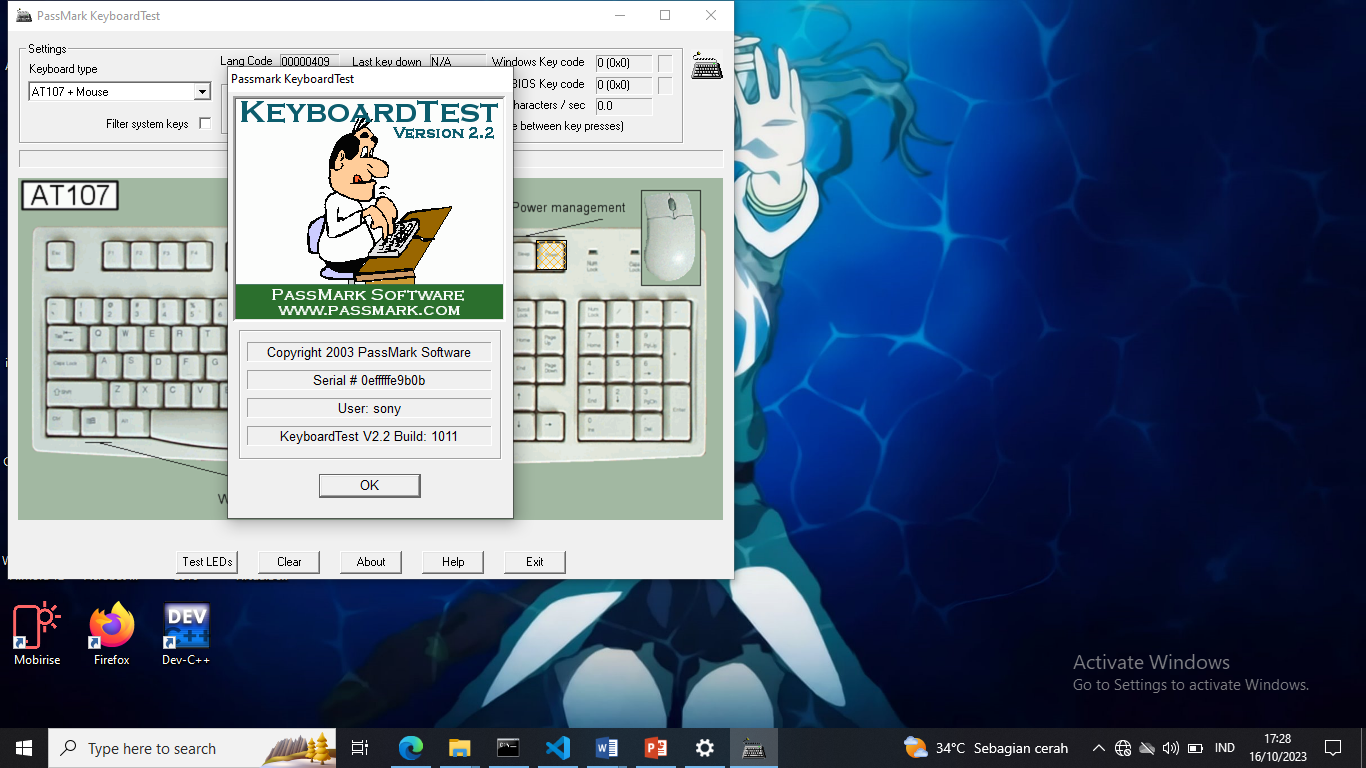 PassMark KeyboardTest
Settings
Keyboard type
AT107 + Mouse
Filter system keys
Lang Code 00000409
Last key down N/A
Windows Key code 0 (0x0)
BIOS Key code 0 (0x0)
haracters / sec 0.0
e between key presses)
Passmark KeyboardTest
KEYBOARDTEST
VERSION 2.2
PASSMARK SOFTWARE
WWW.PASSMARK.COM
Copyright 2003 PassMark Software
Serial # 0efffffe9b0b
User: sony
KeyboardTest V2.2 Build: 1011
OK
AT107
Power management
Test LEDs
Clear
About
Help
Exit
Mobirise
Firefox
DEV
C++
Dev-C++
Activate Windows
Go to Settings to activate Windows.
Type here to search
34°C Sebagian cerah
IND
17:28
16/10/2023